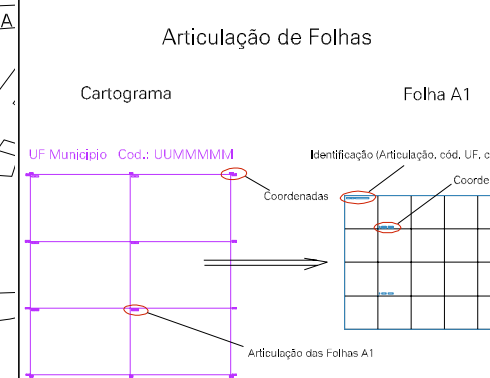 A
Articulação de Folhas
Cartograma
Folha A1
UF Município Cod.: UUMMMMM
Identificação (Articulação, cód. UF, c
Coordenadas
Coorde
Articulação das Folhas A1